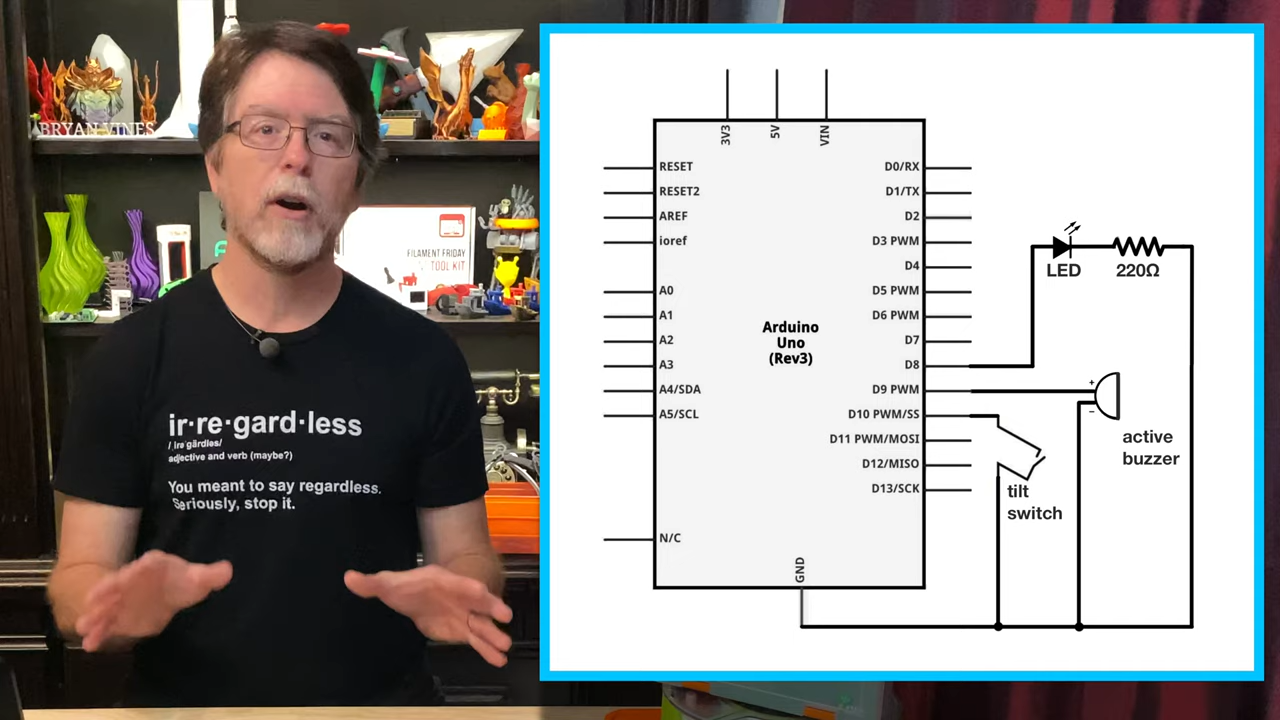 BRYAN VINES
FILAMENT FRIDAY
TOOL KIT
ir·re·gard·less
/ˌirəˈgärdləs/
adjective and verb (maybe?)
You meant to say regardless.
Seriously, stop it.
3V3
5V
VIN
RESET
RESET2
AREF
ioref
A0
A1
A2
A3
A4/SDA
A5/SCL
N/C
Arduino
Uno
(Rev3)
GND
D0/RX
D1/TX
D2
D3 PWM
D4
D5 PWM
D6 PWM
D7
D8
D9 PWM
D10 PWM/SS
D11 PWM/MOSI
D12/MISO
D13/SCK
LED
220Ω
+
−
active
buzzer
tilt
switch